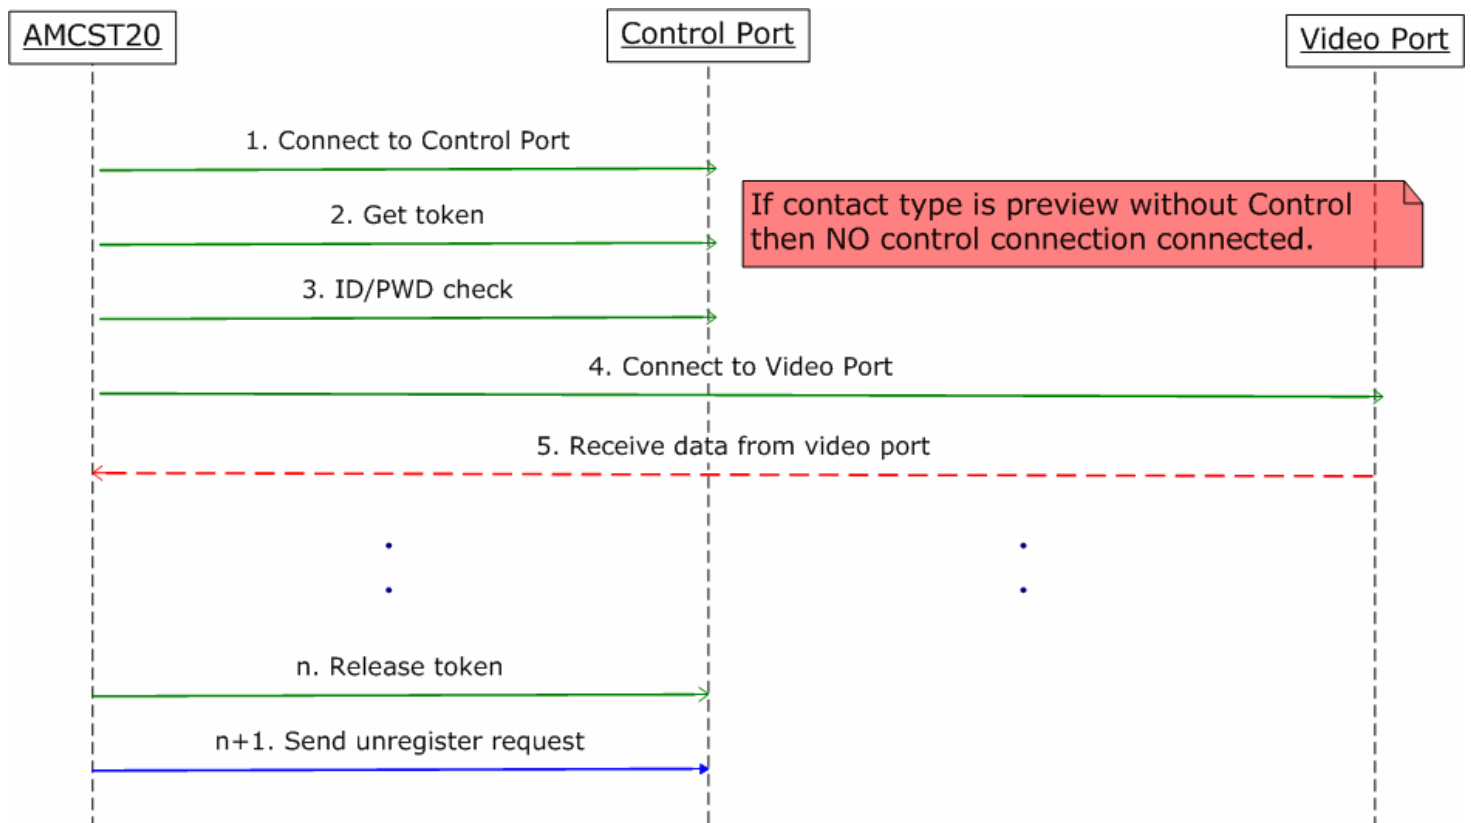 AMCST20
Control Port
Video Port
1. Connect to Control Port
2. Get token
If contact type is preview without Control
then NO control connection connected.
3. ID/PWD check
4. Connect to Video Port
5. Receive data from video port
n. Release token
n+1. Send unregister request